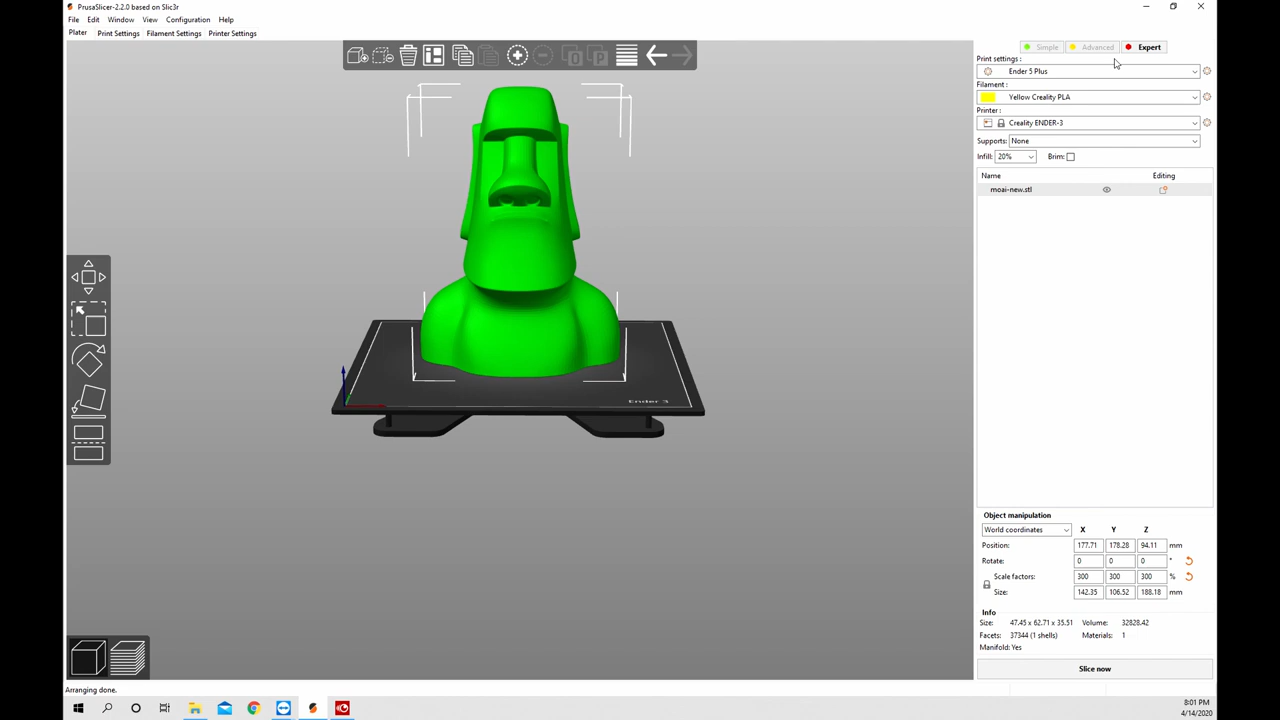 PrusaSlicer-2.2.0 based on Slic3r
File Edit Window View Configuration Help
Plater Print Settings Filament Settings Printer Settings
Simple Advanced Expert
Print settings :
Ender 5 Plus
Filament :
Yellow Creality PLA
Printer :
Creality ENDER-3
Supports: None
Infill: 20% Brim:
Name Editing
moai-new.stl
Ender 3
Object manipulation
World coordinates X Y Z
Position: 177.71 178.28 94.11 mm
Rotate: 0 0 0 °
Scale factors: 300 300 300 %
Size: 142.35 106.52 188.18 mm
Info
Size: 47.45 x 62.71 x 35.51 Volume: 32828.42
Facets: 37344 (1 shells) Materials: 1
Manifold: Yes
Slice now
Arranging done.
8:01 PM
4/14/2020